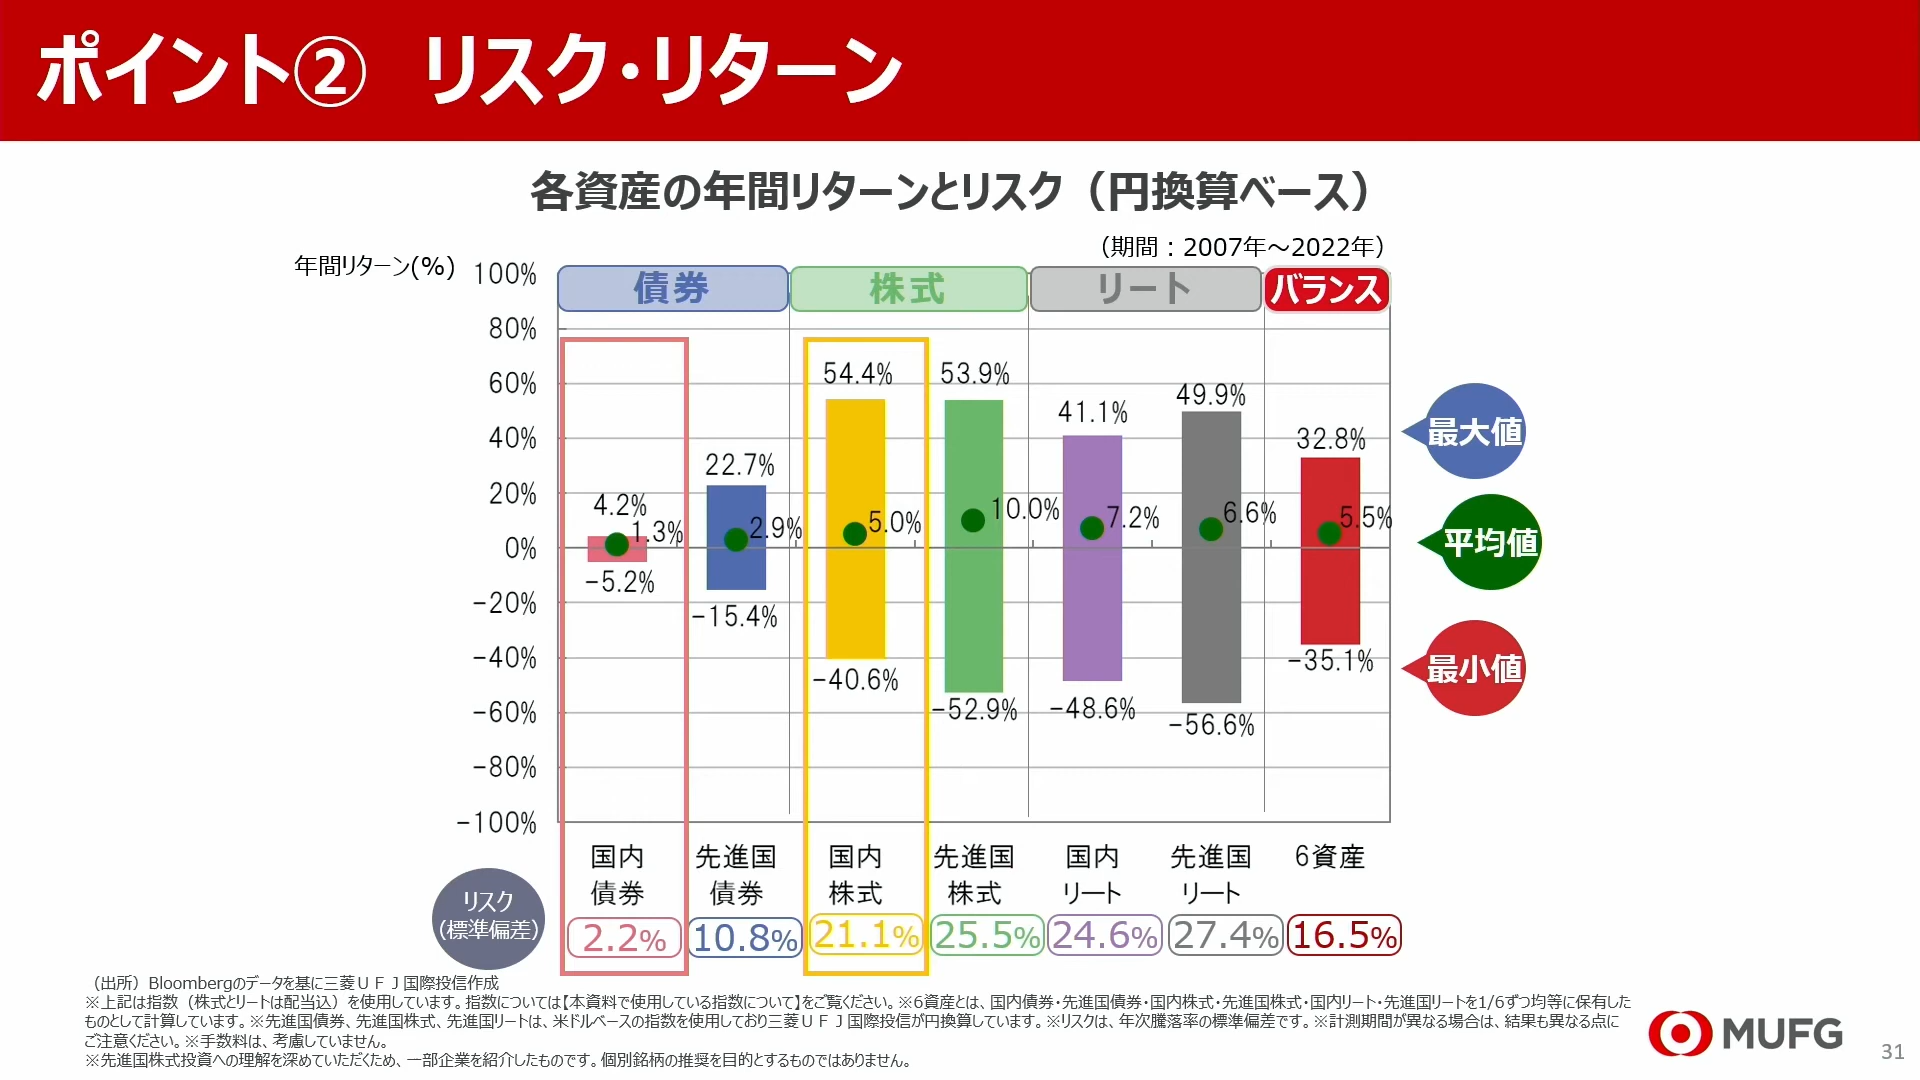 ポイント② リスク・リターン
各資産の年間リターンとリスク（円換算ベース）
（期間：2007年～2022年）
年間リターン(%)
100%
80%
60%
40%
20%
0%
-20%
-40%
-60%
-80%
-100%
債券 株式 リート バランス
4.2% 22.7% 54.4% 53.9% 41.1% 49.9% 32.8%
1.3% 2.9% 5.0% 10.0% 7.2% 6.6% 5.5%
-5.2% -15.4% -40.6% -52.9% -48.6% -56.6% -35.1%
最大値
平均値
最小値
国内 先進国 国内 先進国 国内 先進国 6資産
債券 債券 株式 株式 リート リート
リスク
(標準偏差)
2.2% 10.8% 21.1% 25.5% 24.6% 27.4% 16.5%
（出所）Bloombergのデータを基に三菱ＵＦＪ国際投信作成
※上記は指数（株式とリートは配当込）を使用しています。指数については【本資料で使用している指数について】をご覧ください。※6資産とは、国内債券・先進国債券・国内株式・先進国株式・国内リート・先進国リートを1/6ずつ均等に保有した
ものとして計算しています。※先進国債券、先進国株式、先進国リートは、米ドルベースの指数を使用しており三菱ＵＦＪ国際投信が円換算しています。※リスクは、年次騰落率の標準偏差です。※計測期間が異なる場合は、結果も異なる点に
ご注意ください。※手数料は、考慮していません。
※先進国株式投資への理解を深めていただくため、一部企業を紹介したものです。個別銘柄の推奨を目的とするものではありません。
MUFG
31